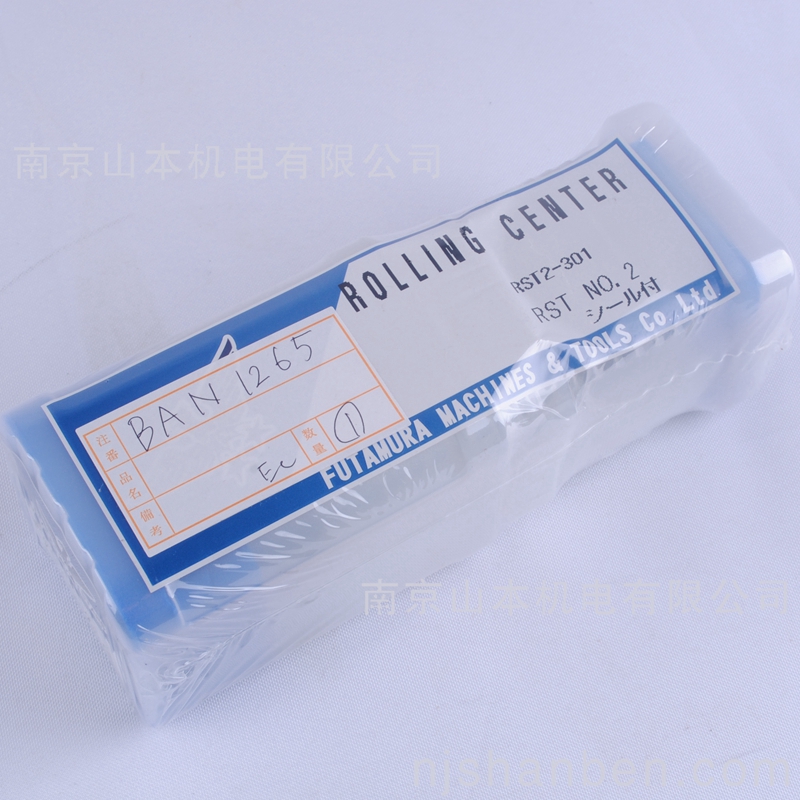 南京山本机电有限公司
ROLLING CENTER
RST2-301
RST NO. 2
シール付
FUTAMURA MACHINES & TOOLS Co., Ltd.
注番
BAN 1265
品名
数量
(1)
備考
南京山本机电有限公司
njshanben.com